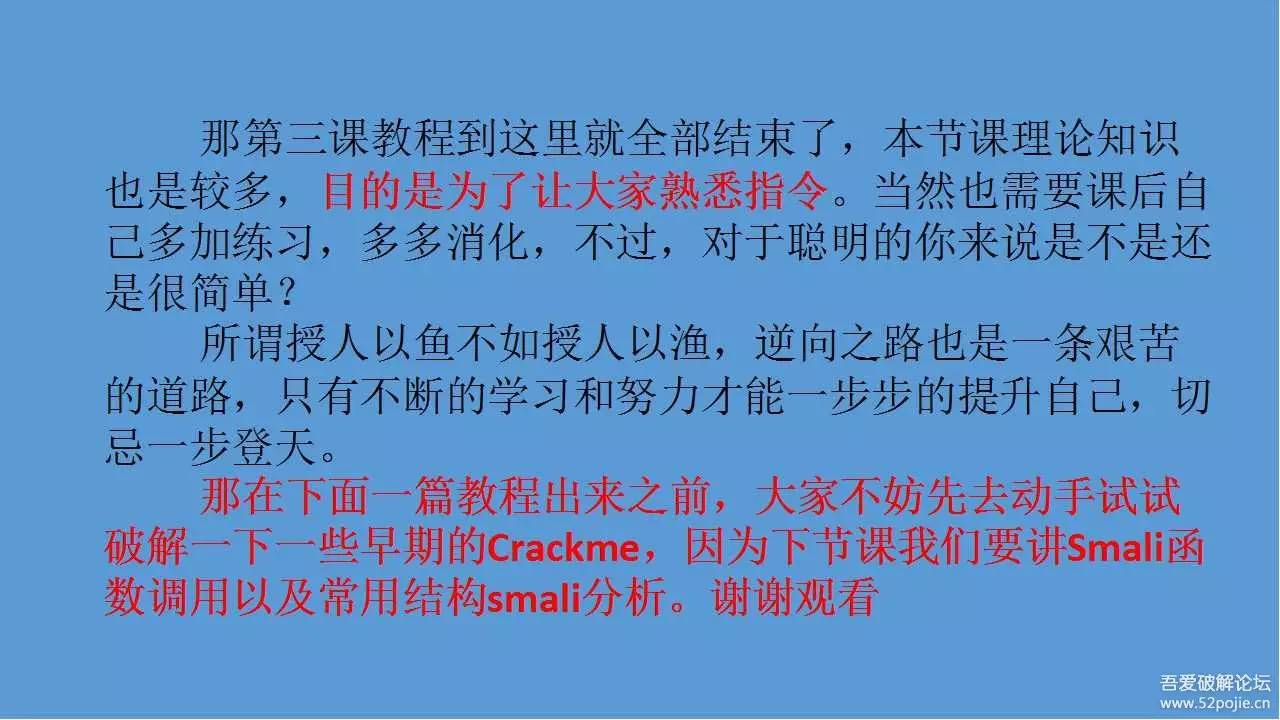 那第三课教程到这里就全部结束了，本节课理论知识
也是较多，目的是为了让大家熟悉指令。当然也需要课后自
己多加练习，多多消化，不过，对于聪明的你来说是不是还
是很简单？
所谓授人以鱼不如授人以渔，逆向之路也是一条艰苦
的道路，只有不断的学习和努力才能一步步的提升自己，切
忌一步登天。
那在下面一篇教程出来之前，大家不妨先去动手试试
破解一下一些早期的Crackme，因为下节课我们要讲Smali函
数调用以及常用结构smali分析。谢谢观看
吾爱破解论坛
www.52pojie.cn